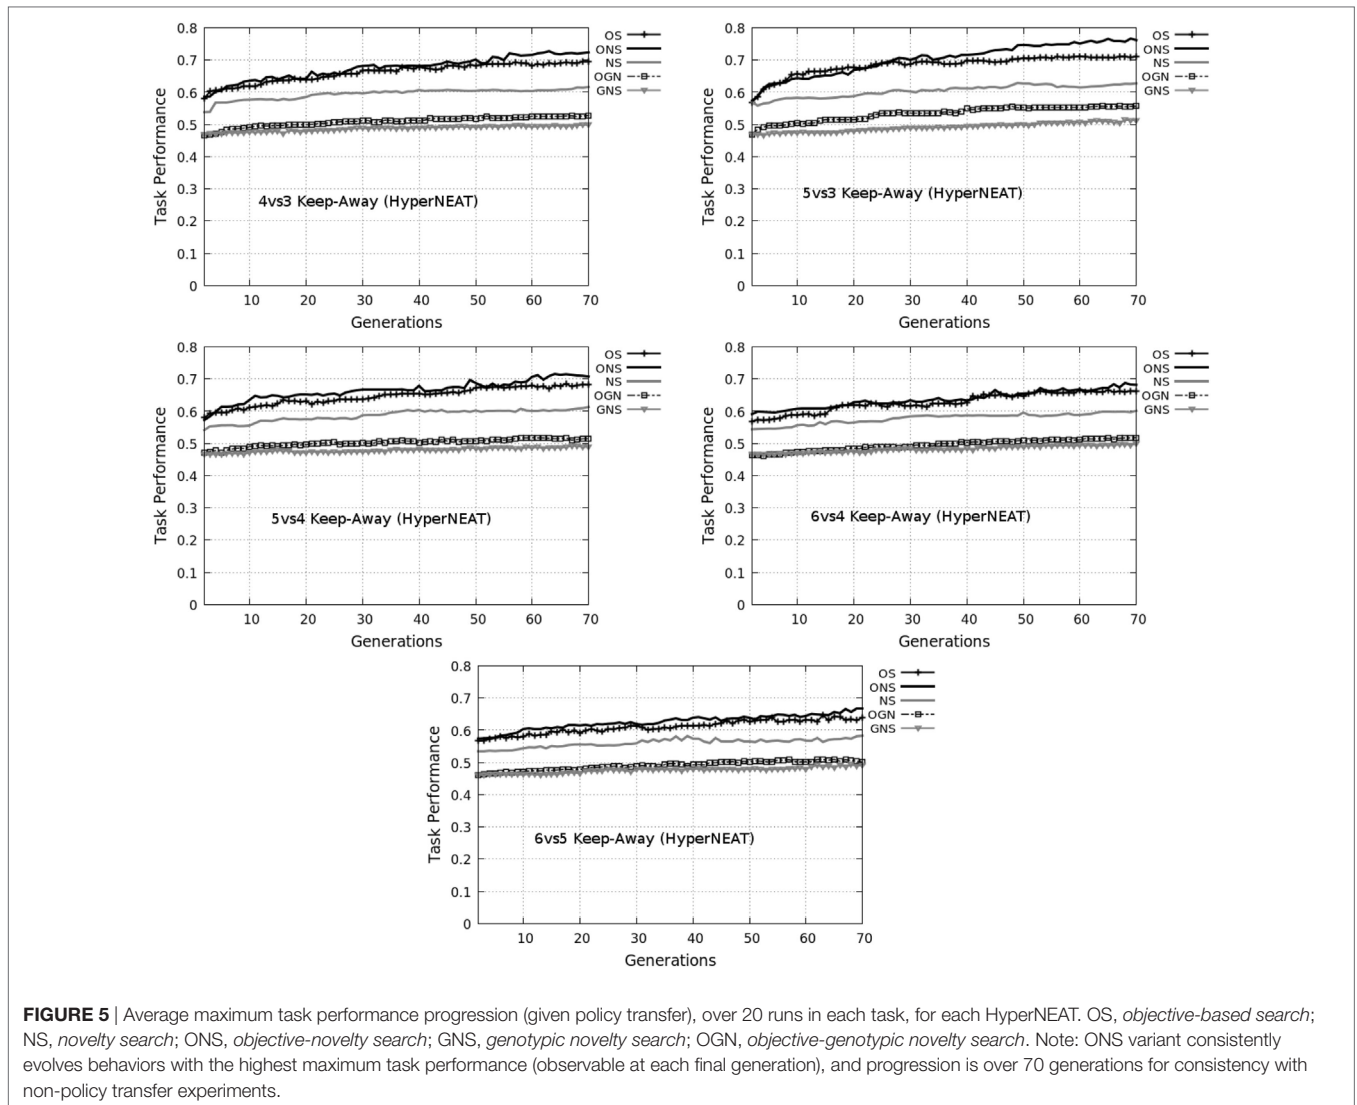 0.8
0.7
0.6
0.5
0.4
0.3
0.2
0.1
0
Task Performance
OS
ONS
NS
OGN
GNS
4vs3 Keep-Away (HyperNEAT)
10 20 30 40 50 60 70
Generations
0.8
0.7
0.6
0.5
0.4
0.3
0.2
0.1
0
Task Performance
OS
ONS
NS
OGN
GNS
5vs3 Keep-Away (HyperNEAT)
10 20 30 40 50 60 70
Generations
0.8
0.7
0.6
0.5
0.4
0.3
0.2
0.1
0
Task Performance
OS
ONS
NS
OGN
GNS
5vs4 Keep-Away (HyperNEAT)
10 20 30 40 50 60 70
Generations
0.8
0.7
0.6
0.5
0.4
0.3
0.2
0.1
0
Task Performance
OS
ONS
NS
OGN
GNS
6vs4 Keep-Away (HyperNEAT)
10 20 30 40 50 60 70
Generations
0.8
0.7
0.6
0.5
0.4
0.3
0.2
0.1
0
Task Performance
OS
ONS
NS
OGN
GNS
6vs5 Keep-Away (HyperNEAT)
10 20 30 40 50 60 70
Generations
FIGURE 5 | Average maximum task performance progression (given policy transfer), over 20 runs in each task, for each HyperNEAT. OS, objective-based search;
NS, novelty search; ONS, objective-novelty search; GNS, genotypic novelty search; OGN, objective-genotypic novelty search. Note: ONS variant consistently
evolves behaviors with the highest maximum task performance (observable at each final generation), and progression is over 70 generations for consistency with
non-policy transfer experiments.